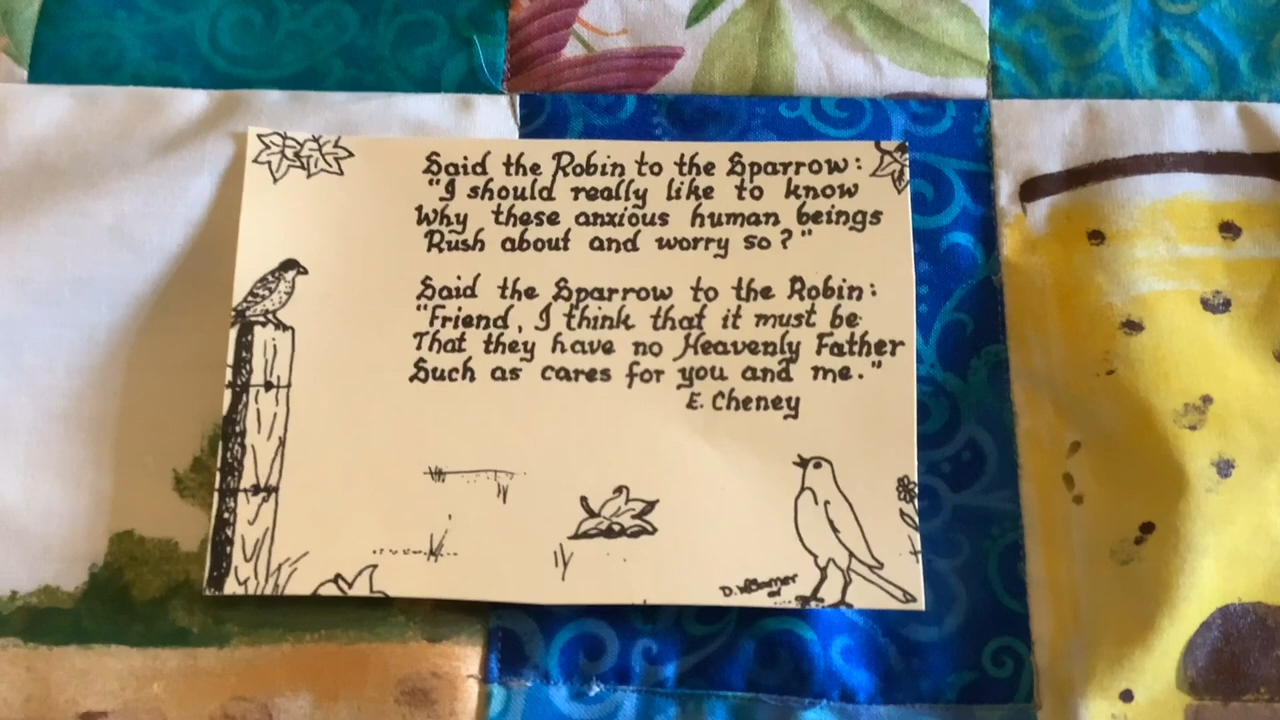 Said the Robin to the Sparrow:
"I should really like to know
Why these anxious human beings
Rush about and worry so?"
Said the Sparrow to the Robin:
"Friend, I think that it must be
That they have no Heavenly Father
Such as cares for you and me."
E. Cheney
D.